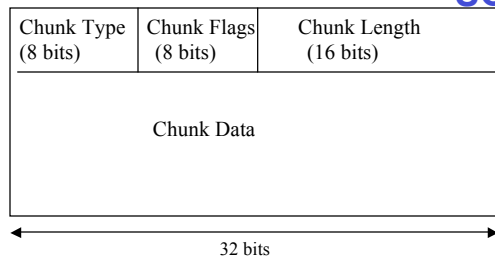 Chunk Type
(8 bits)
Chunk Flags
(8 bits)
Chunk Length
(16 bits)
Chunk Data
32 bits